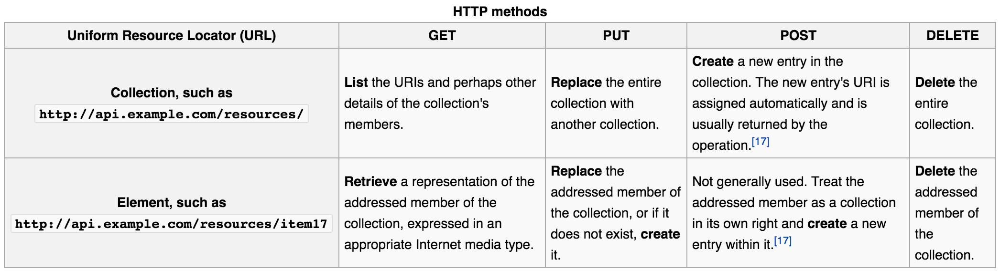 HTTP methods
Uniform Resource Locator (URL) GET PUT POST DELETE
Collection, such as
http://api.example.com/resources/
List the URIs and perhaps other
details of the collection's
members.
Replace the entire
collection with
another collection.
Create a new entry in the
collection. The new entry's URI is
assigned automatically and is
usually returned by the
operation.[17]
Delete the
entire
collection.
Element, such as
http://api.example.com/resources/item17
Retrieve a representation of the
addressed member of the
collection, expressed in an
appropriate Internet media type.
Replace the
addressed member of
the collection, or if it
does not exist, create
it.
Not generally used. Treat the
addressed member as a collection
in its own right and create a new
entry within it.[17]
Delete the
addressed
member of
the
collection.